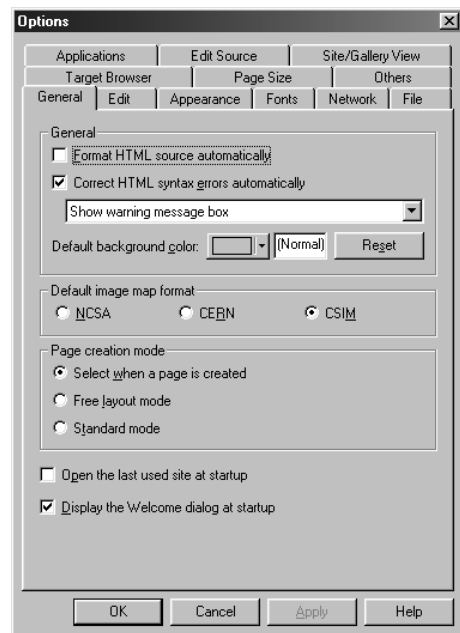 Options
Applications Edit Source Site/Gallery View
Target Browser Page Size Others
General Edit Appearance Fonts Network File
General
Format HTML source automatically
Correct HTML syntax errors automatically
Show warning message box
Default background color: (Normal) Reset
Default image map format
NCSA CERN CSIM
Page creation mode
Select when a page is created
Free layout mode
Standard mode
Open the last used site at startup
Display the Welcome dialog at startup
OK Cancel Apply Help